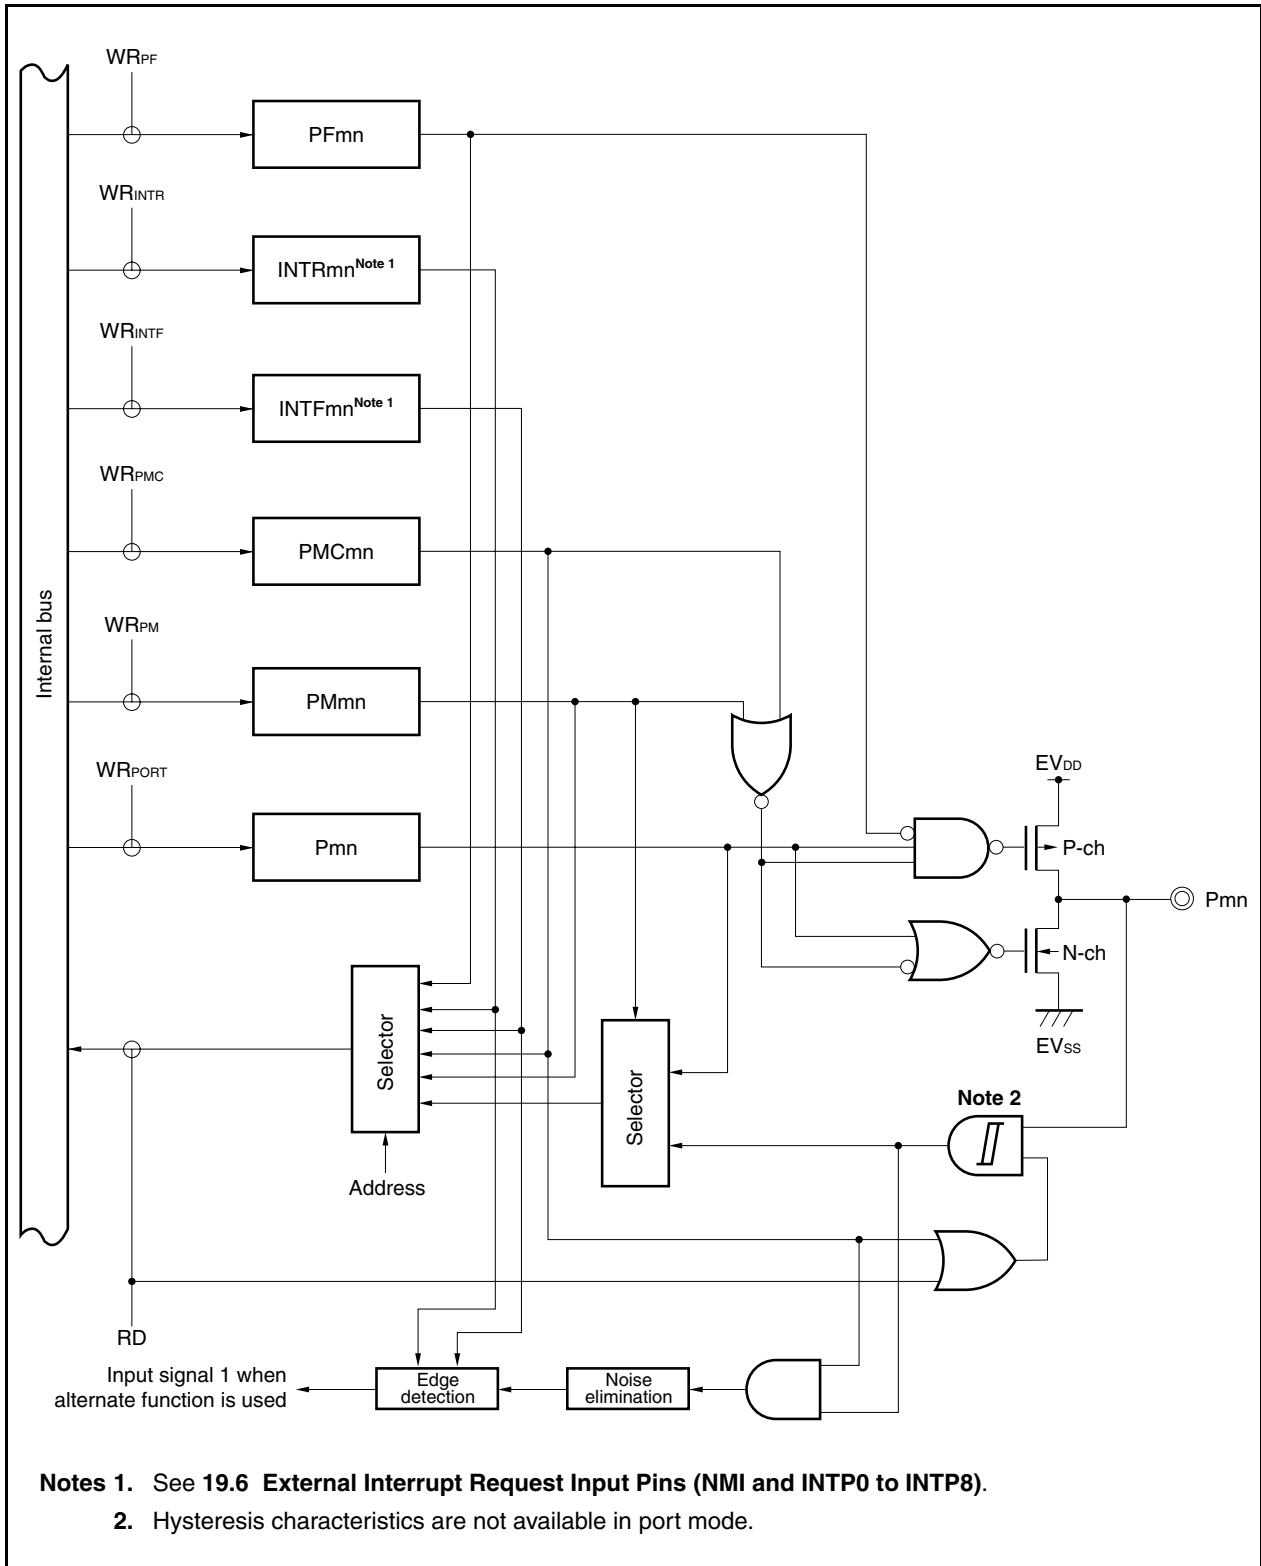 WRPF
PFmn
WRINTR
INTRmnNote 1
WRINTF
INTFmnNote 1
WRPMC
PMCmn
Internal bus
WRPM
PMmn
WRPORT
Pmn
EVDD
P-ch
Pmn
N-ch
EVSS
Selector
Selector
Note 2
Address
RD
Input signal 1 when
alternate function is used
Edge
detection
Noise
elimination
Notes 1. See 19.6 External Interrupt Request Input Pins (NMI and INTP0 to INTP8).
2. Hysteresis characteristics are not available in port mode.